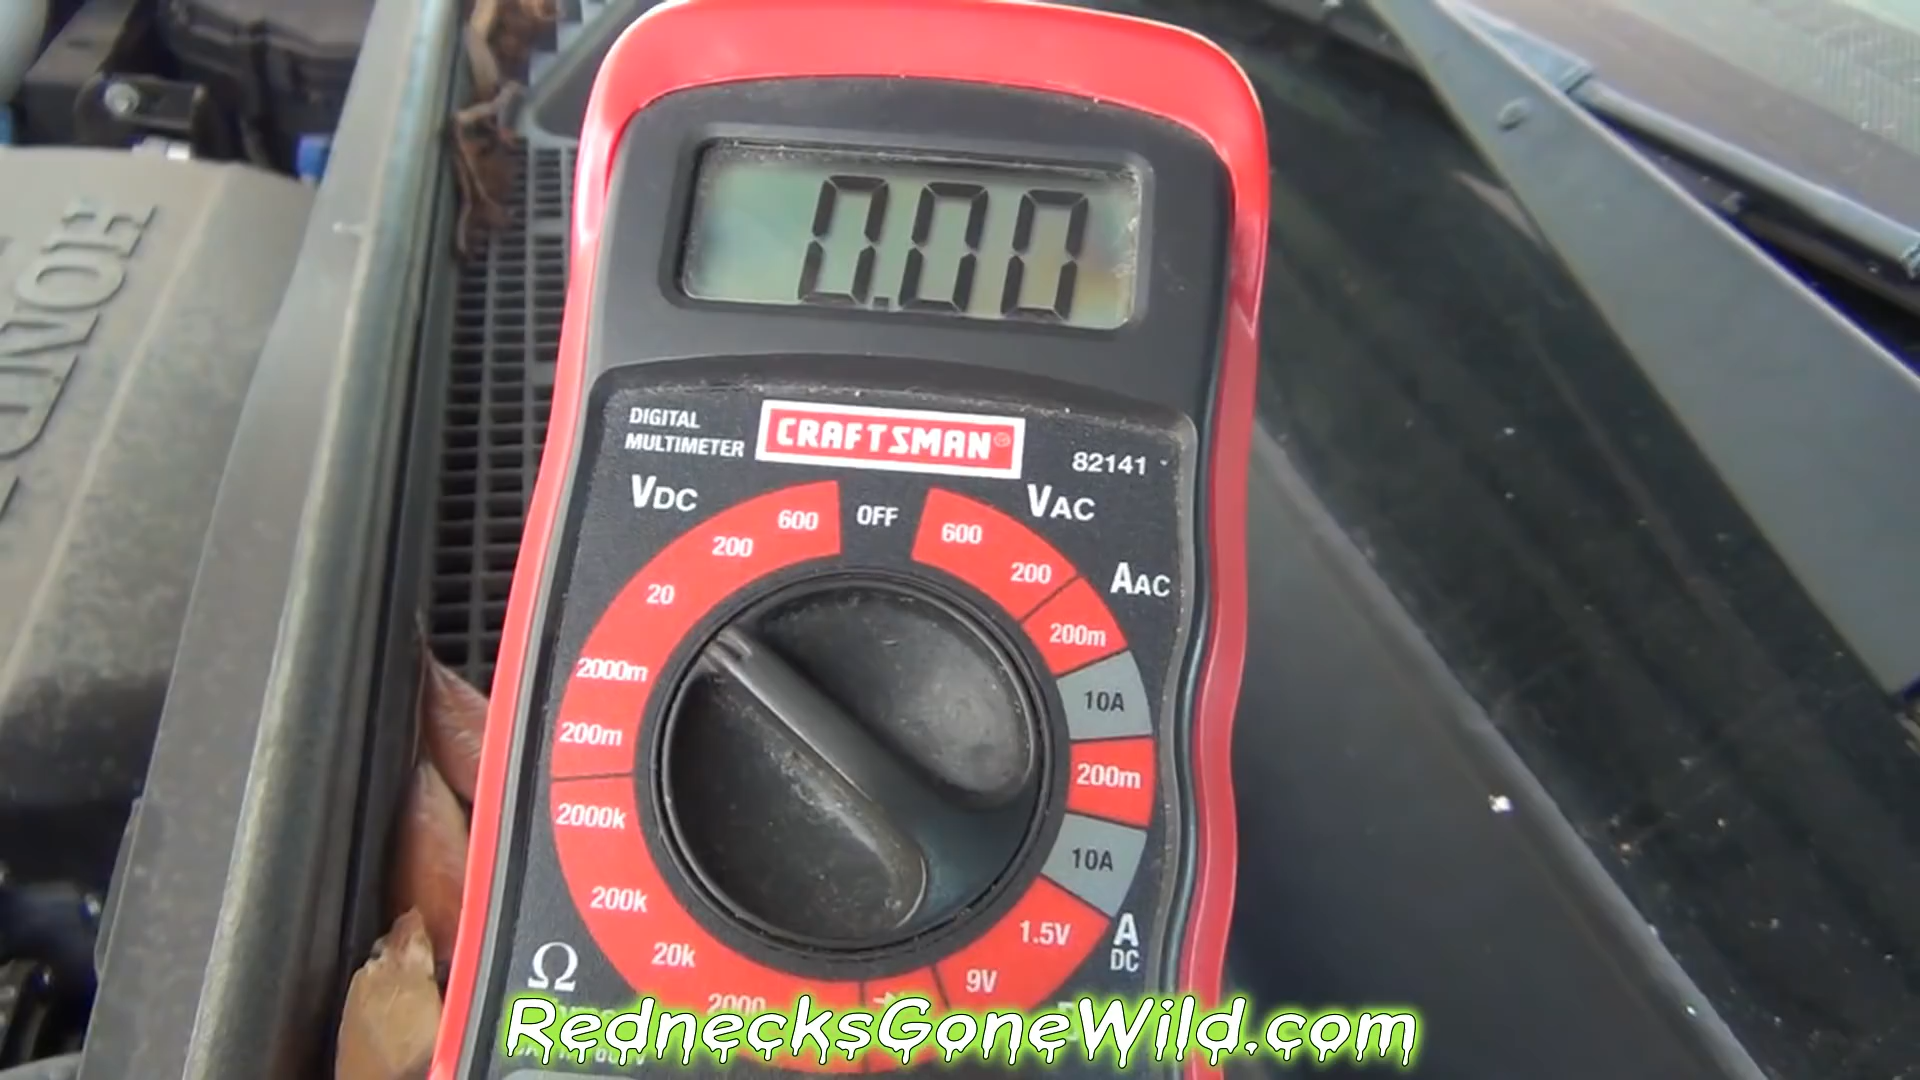 HONDA
0.00
DIGITAL
MULTIMETER
CRAFTSMAN®
82141
VDC
VAC
OFF
600
600
200
200
AAC
20
200m
2000m
10A
200m
200m
2000k
10A
200k
1.5V
A
DC
20k
9V
Ω
2000
RednecksGoneWild.com